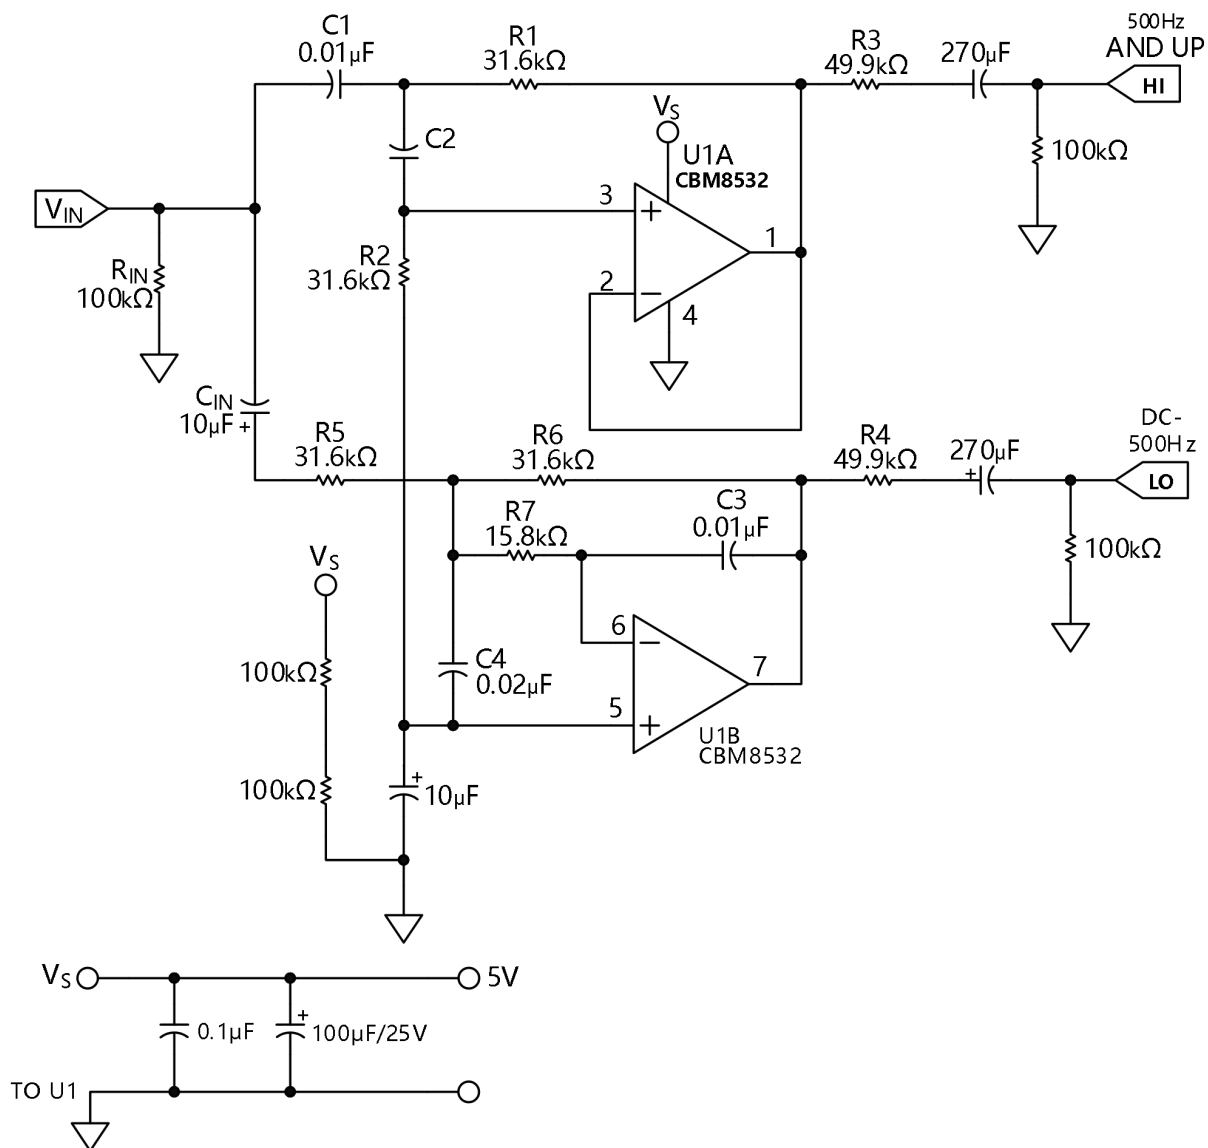 C1
0.01µF
R1
31.6kΩ
R3
49.9kΩ
270µF
500Hz
AND UP
HI
100kΩ
C2
VS
U1A
CBM8532
3
2
1
4
VIN
RIN
100kΩ
R2
31.6kΩ
CIN
10µF +
R5
31.6kΩ
R6
31.6kΩ
R4
49.9kΩ
270µF
+
DC-
500Hz
LO
100kΩ
R7
15.8kΩ
C3
0.01µF
VS
100kΩ
100kΩ
C4
0.02µF
6
5
7
U1B
CBM8532
+
10µF
VS
5V
0.1µF
+
100µF/25V
TO U1